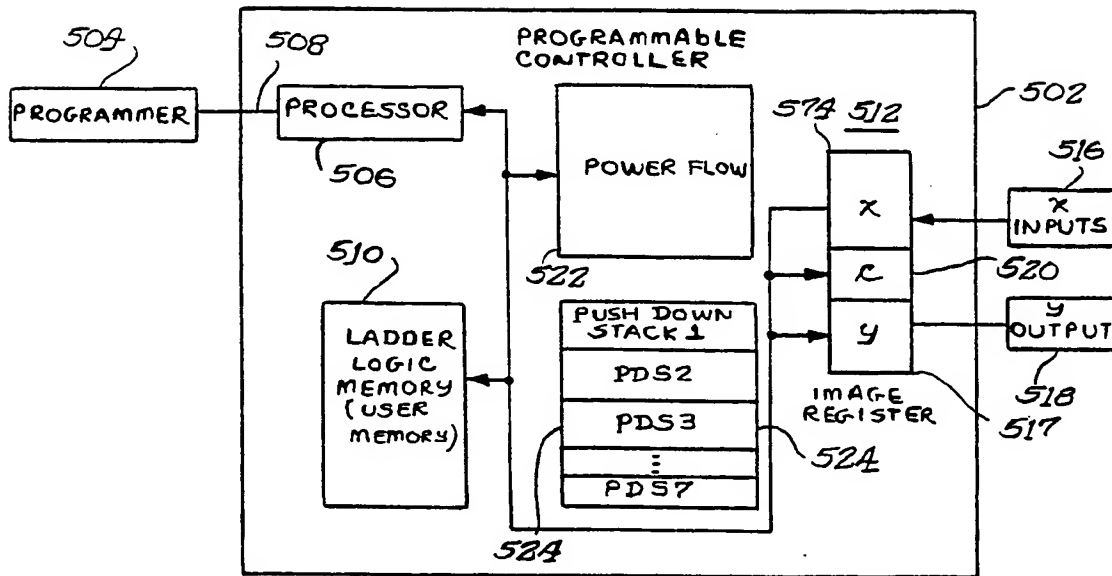 504
508
PROGRAMMABLE
CONTROLLER
PROGRAMMER
PROCESSOR
506
502
574 512
516
POWER FLOW
522
X
C
Y
X
INPUTS
520
Y
OUTPUT
518
517
IMAGE
REGISTER
510
LADDER
LOGIC
MEMORY
(USER
MEMORY)
PUSH DOWN
STACK 1
PDS2
PDS3
⋮
PDS7
524
524